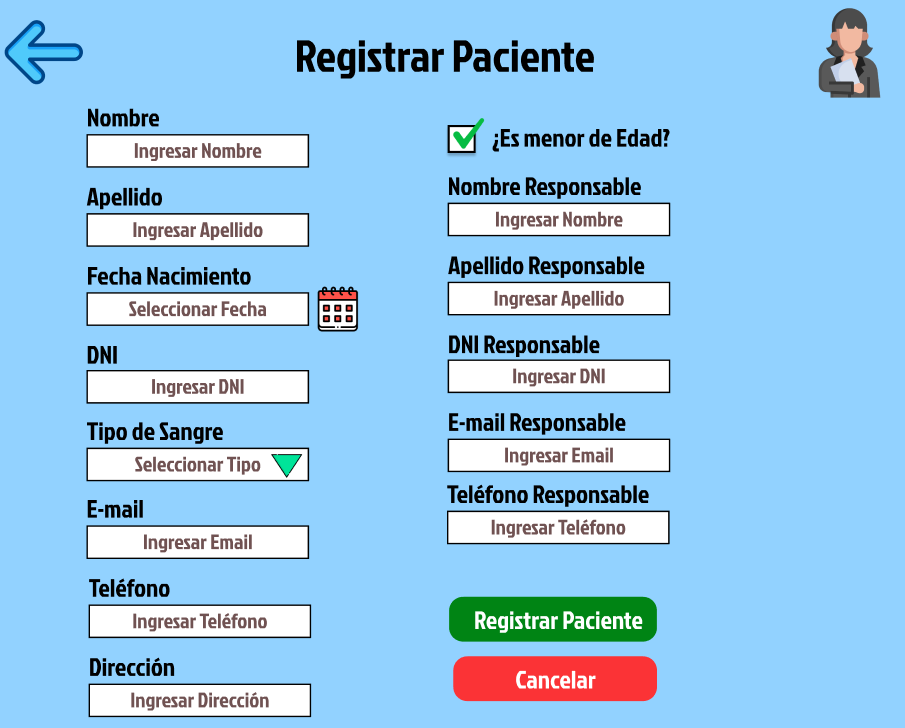 Registrar Paciente
Nombre
Ingresar Nombre
Apellido
Ingresar Apellido
Fecha Nacimiento
Seleccionar Fecha
DNI
Ingresar DNI
Tipo de Sangre
Seleccionar Tipo
E-mail
Ingresar Email
Teléfono
Ingresar Teléfono
Dirección
Ingresar Dirección
¿Es menor de Edad?
Nombre Responsable
Ingresar Nombre
Apellido Responsable
Ingresar Apellido
DNI Responsable
Ingresar DNI
E-mail Responsable
Ingresar Email
Teléfono Responsable
Ingresar Teléfono
Registrar Paciente
Cancelar